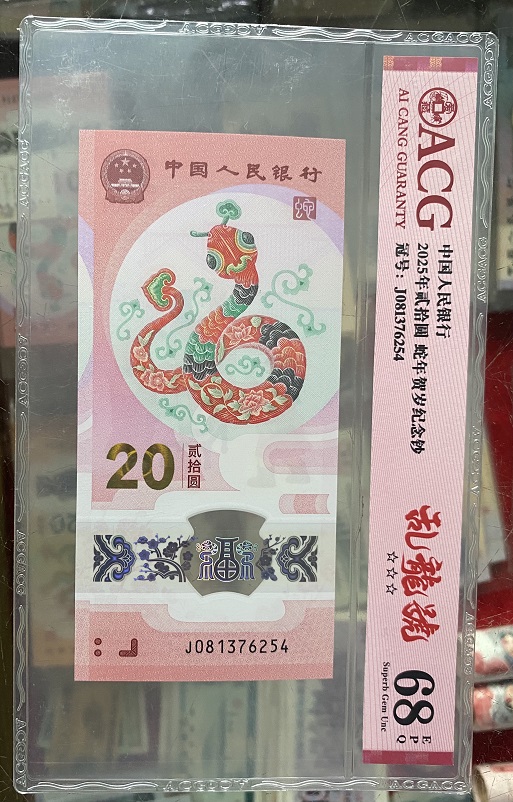 中国人民银行
20
贰拾圆
J081376254
ACG
AI CANG GUARANTY
中国人民银行
2025年贰拾圆 蛇年贺岁纪念钞
冠号：J081376254
乱龍號
☆☆☆
68
EPQ
Superb Gem Unc